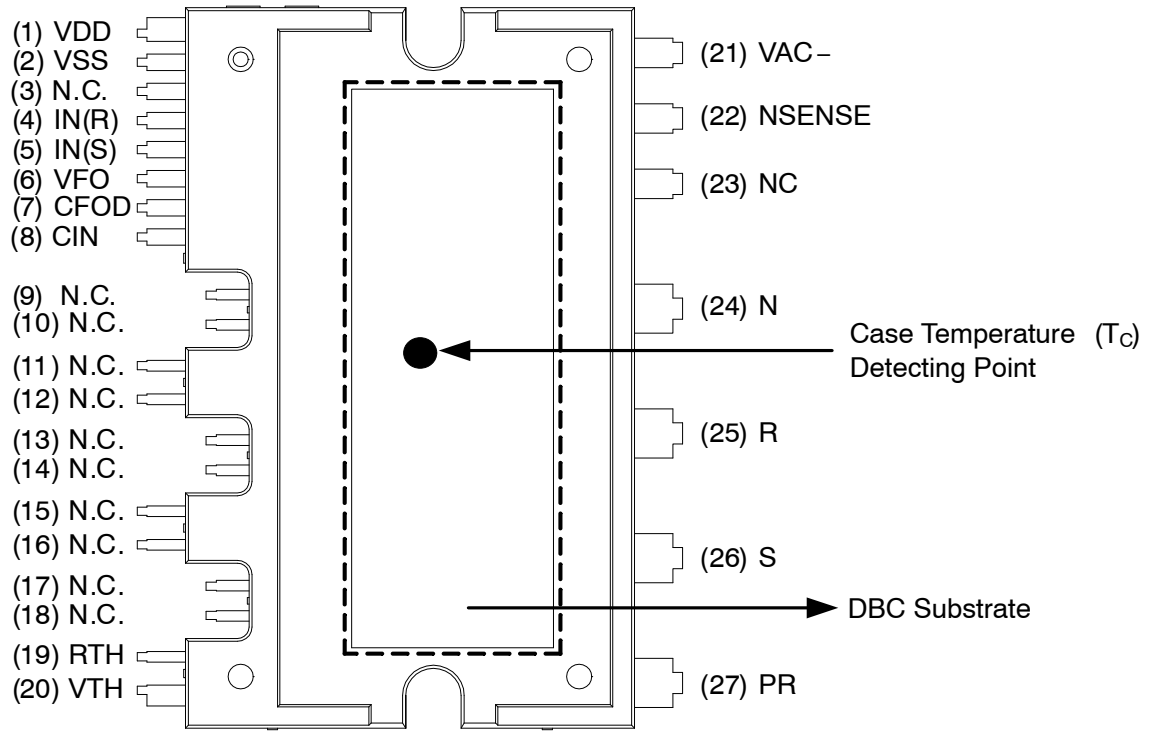 (1) VDD
(2) VSS
(3) N.C.
(4) IN(R)
(5) IN(S)
(6) VFO
(7) CFOD
(8) CIN
(9) N.C.
(10) N.C.
(11) N.C.
(12) N.C.
(13) N.C.
(14) N.C.
(15) N.C.
(16) N.C.
(17) N.C.
(18) N.C.
(19) RTH
(20) VTH
(21) VAC−
(22) NSENSE
(23) NC
(24) N
(25) R
(26) S
(27) PR
Case Temperature (TC)
Detecting Point
DBC Substrate